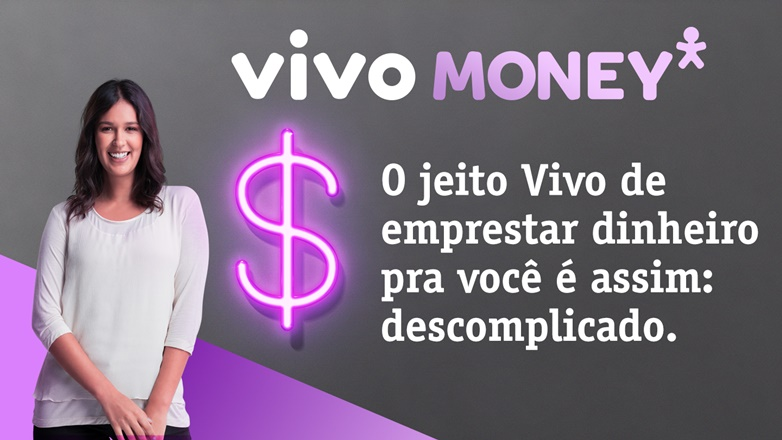 vivo MONEY*
O jeito Vivo de
emprestar dinheiro
pra você é assim:
descomplicado.
$